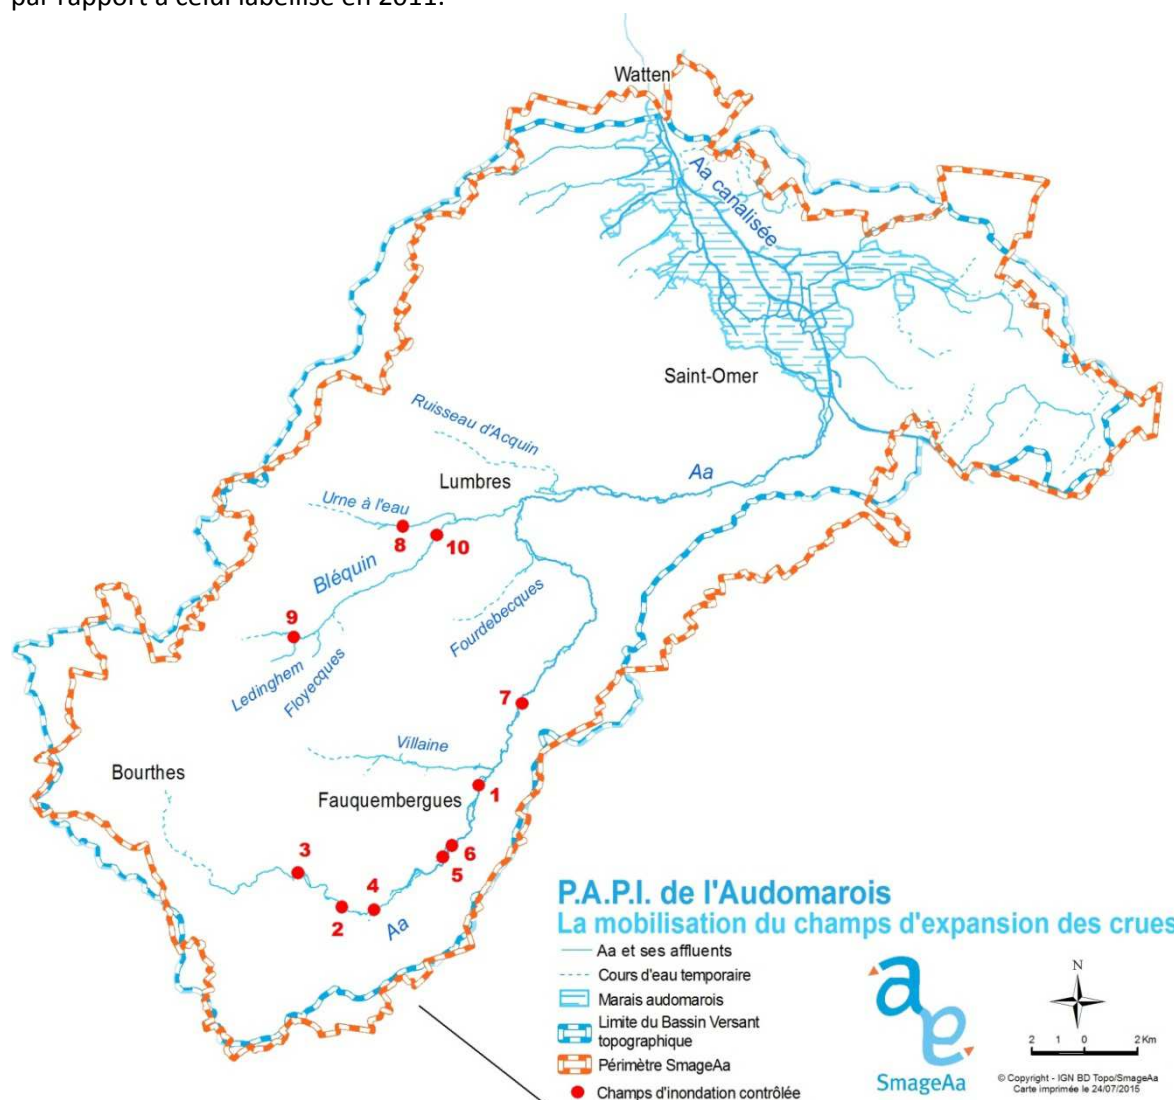 par rapport à celui labellisé en 2011.
Watten
Aa canalisée
Saint-Omer
Ruisseau d'Acquin
Lumbres
Aa
Urne à l'eau
8
10
Bléquin
Fourdebecques
9
Ledinghem
Floyecques
7
Villaine
Bourthes
Fauquembergues
1
3
6
5
4
2
Aa
P.A.P.I. de l'Audomarois
La mobilisation du champs d'expansion des crues
Aa et ses affluents
Cours d'eau temporaire
Marais audomarois
Limite du Bassin Versant
topographique
Périmètre SmageAa
Champs d'inondation contrôlée
ae
SmageAa
N
2 1 0 2 Km
© Copyright - IGN BD Topo/SmageAa
Carte imprimée le 24/07/2015